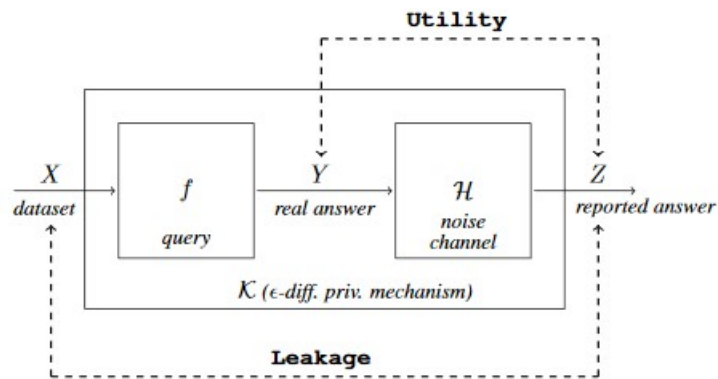 Utility
X
Y
Z
dataset
real answer
reported answer
f
query
ℋ
noise
channel
𝒦 (ϵ-diff. priv. mechanism)
Leakage